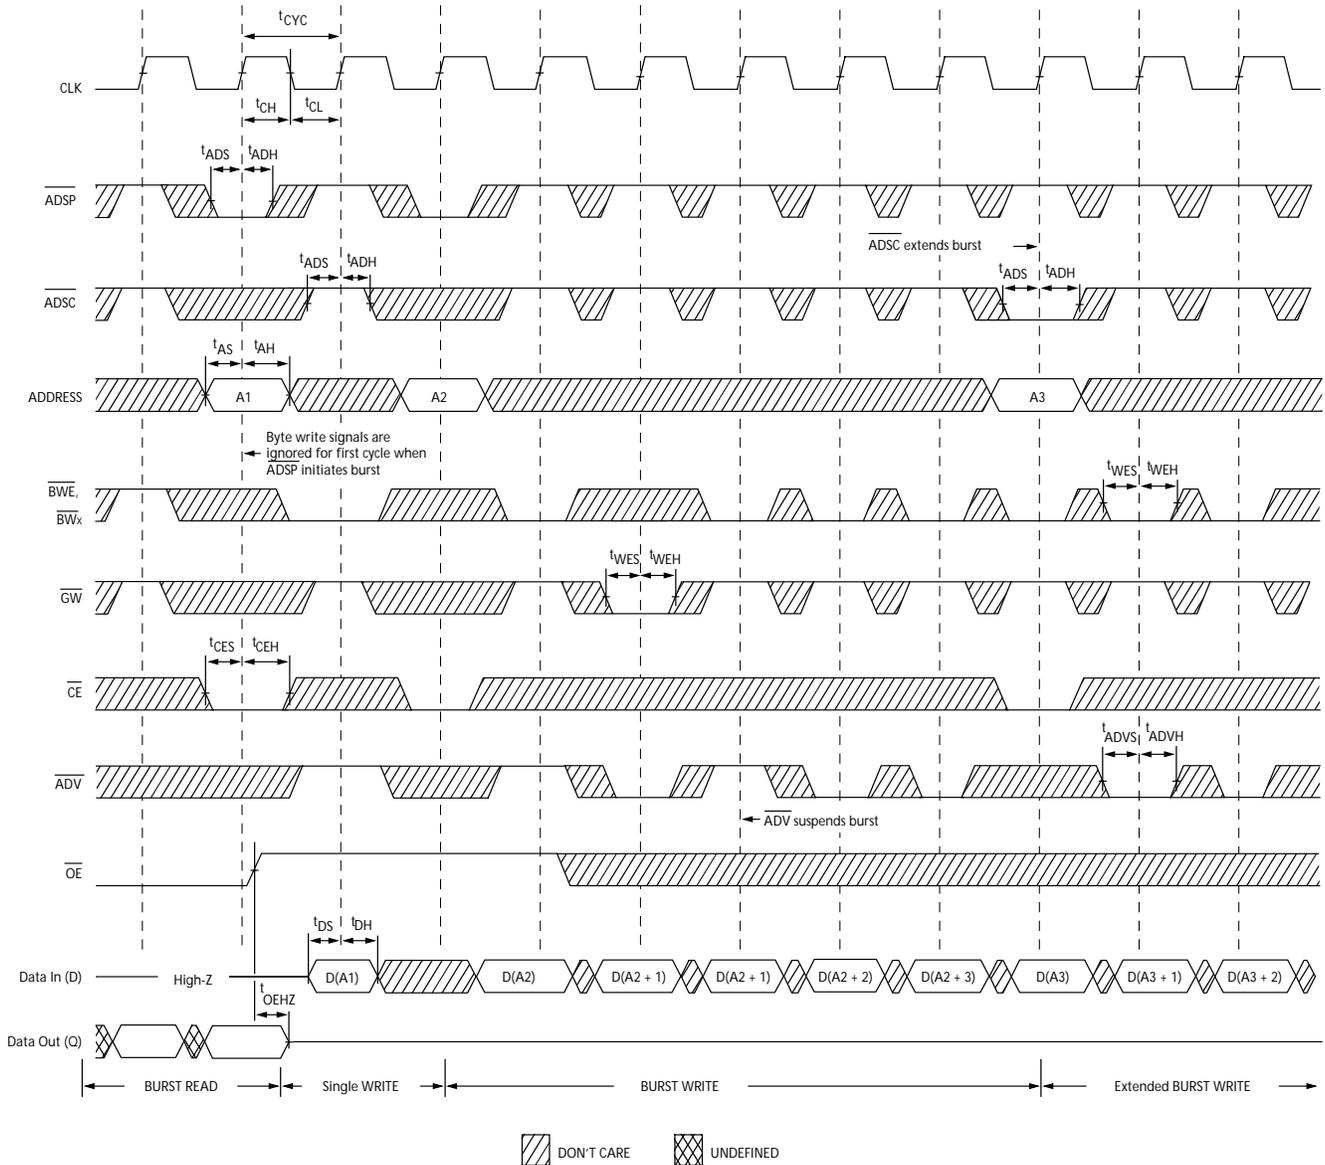 tCYC
CLK
tCH tCL
tADS tADH
ADSP
ADSC extends burst
tADS tADH tADS tADH
ADSC
tAS tAH
ADDRESS A1 A2 A3
Byte write signals are
ignored for first cycle when
ADSP initiates burst
tWES tWEH
BWE,
BWx
tWES tWEH
GW
tCES tCEH
CE
tADVS tADVH
ADV
ADV suspends burst
OE
tDS tDH
Data In (D) High-Z D(A1) D(A2) D(A2 + 1) D(A2 + 1) D(A2 + 2) D(A2 + 3) D(A3) D(A3 + 1) D(A3 + 2)
tOEHZ
Data Out (Q)
BURST READ Single WRITE BURST WRITE Extended BURST WRITE
DON'T CARE UNDEFINED